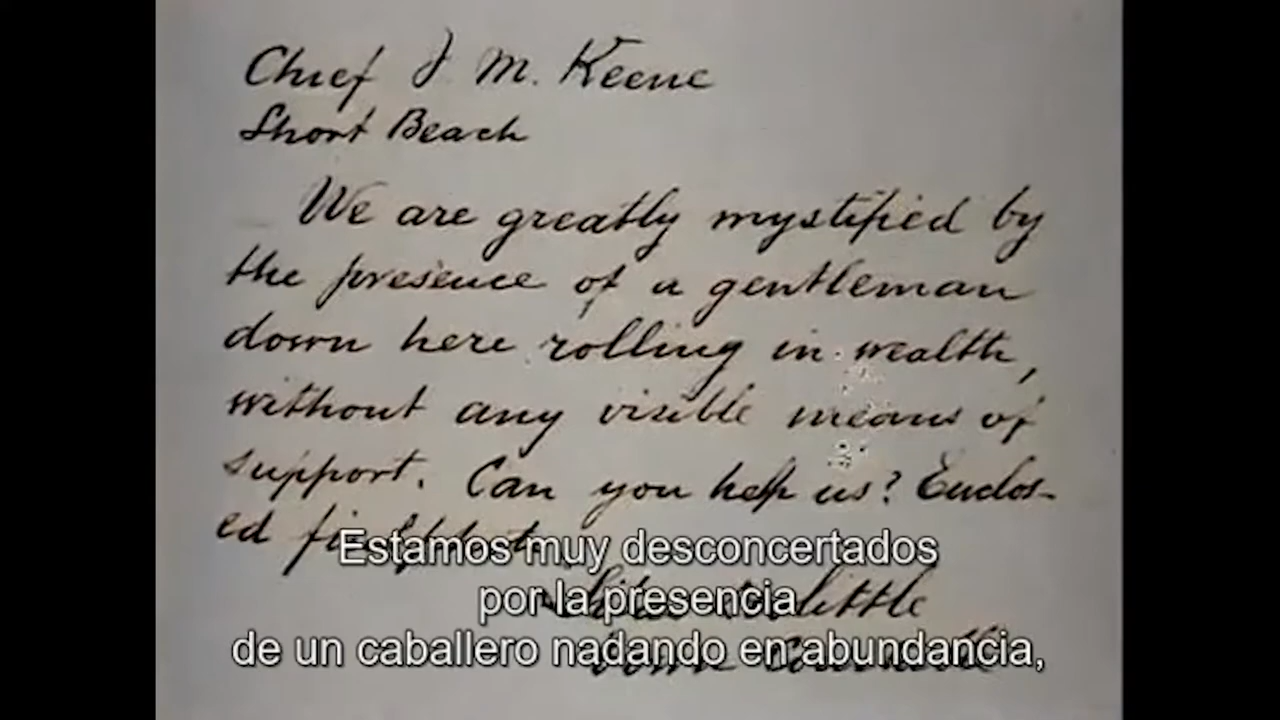 Chief I M. Keene
Short Beach
We are greatly mystified by
the presence of a gentleman
down here rolling in wealth,
without any visible means of
support. Can you help us? Enclos-
ed
Estamos muy desconcertados
por la presencia
little
de un caballero nadando en abundancia,